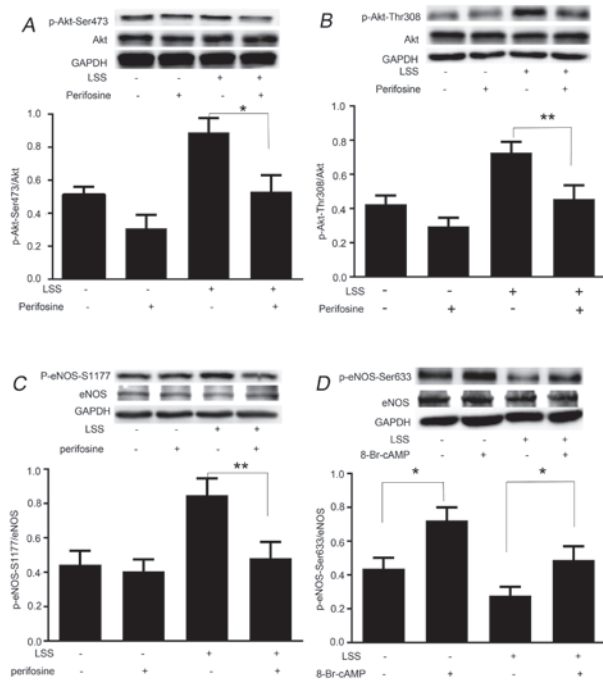 A
p-Akt-Ser473
Akt
GAPDH
LSS - - + +
Perifosine - + - +
*
p-Akt-Ser473/Akt
1.0
0.8
0.6
0.4
0.2
0.0
LSS - - + +
Perifosine - + - +
B
p-Akt-Thr308
Akt
GAPDH
LSS - - + +
Perifosine - + - +
**
p-Akt-Thr308/Akt
1.0
0.8
0.6
0.4
0.2
0.0
LSS - - + +
Perifosine - + - +
C
P-eNOS-S1177
eNOS
GAPDH
LSS - - + +
perifosine - + - +
**
p-eNOS-S1177/eNOS
1.0
0.8
0.6
0.4
0.2
0.0
LSS - - + +
perifosine - + - +
D
p-eNOS-Ser633
eNOS
GAPDH
LSS - - + +
8-Br-cAMP - + - +
* *
p-eNOS-Ser633/eNOS
1.0
0.8
0.6
0.4
0.2
0.0
LSS - - + +
8-Br-cAMP - + - +